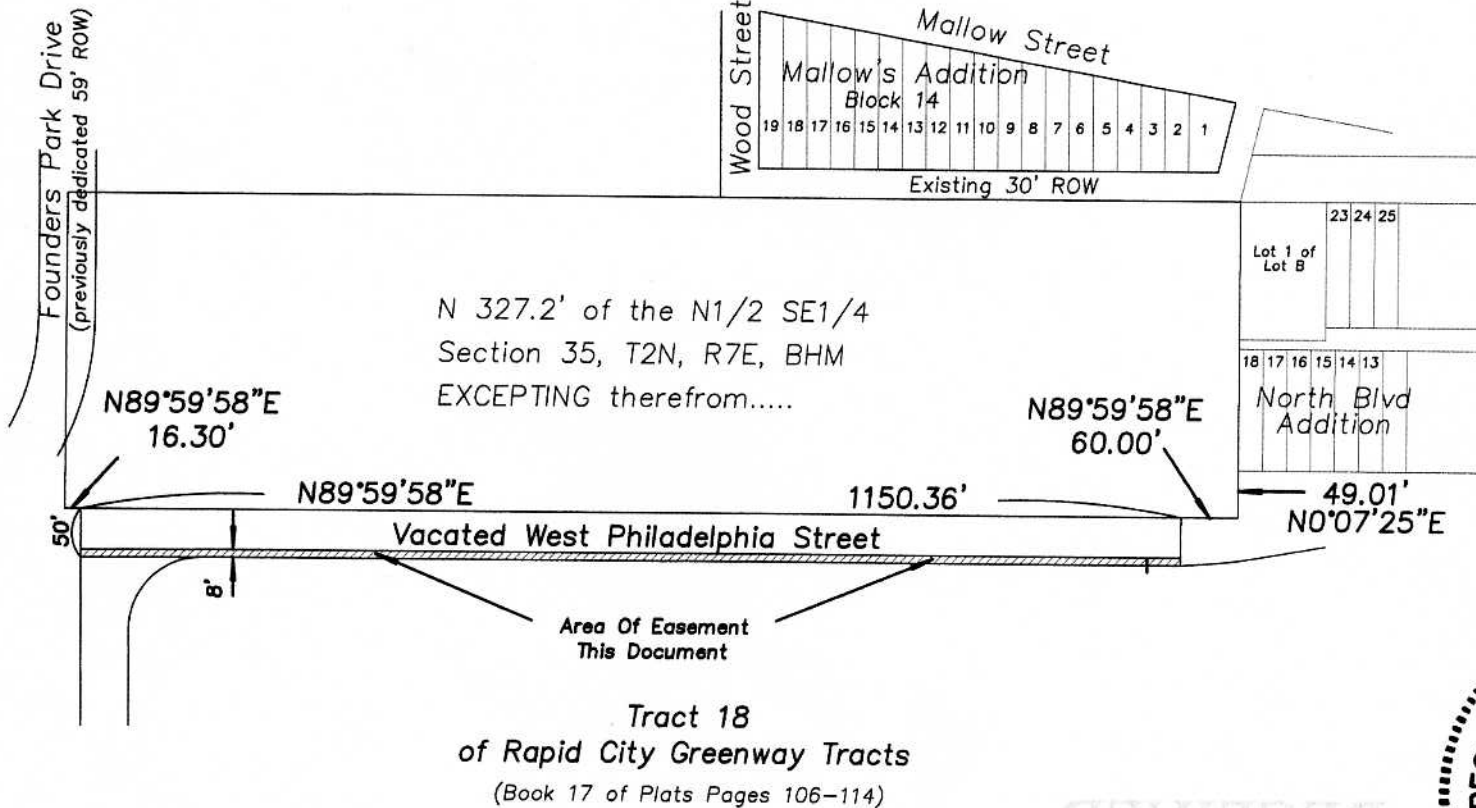 Founders Park Drive
(previously dedicated 59' ROW)
Wood Street
Mallow Street
Mallow's Addition
Block 14
19 18 17 16 15 14 13 12 11 10 9 8 7 6 5 4 3 2 1
Existing 30' ROW
23 24 25
Lot 1 of
Lot B
N 327.2' of the N1/2 SE1/4
Section 35, T2N, R7E, BHM
EXCEPTING therefrom.....
18 17 16 15 14 13
North Blvd
Addition
N89°59'58"E
16.30'
N89°59'58"E
60.00'
N89°59'58"E
1150.36'
49.01'
N0°07'25"E
50'
Vacated West Philadelphia Street
8'
Area Of Easement
This Document
Tract 18
of Rapid City Greenway Tracts
(Book 17 of Plats Pages 106-114)